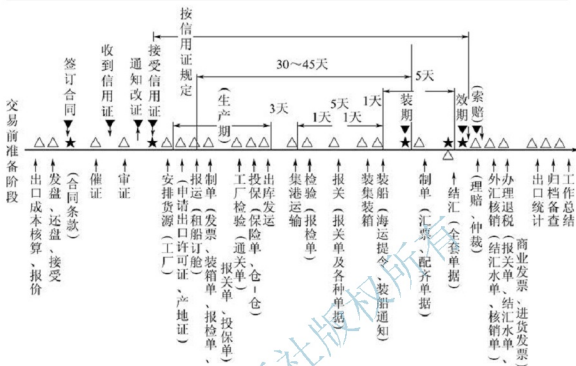 按信用证规定
30～45天
5天
3天
5天
1天
1天
1天
交易前准备阶段
签订合同
收到信用证
通知改证
接受信用证
(生产期)
装期
效期
(索赔)
出口成本核算、报价
发盘、还盘、接受
(合同条款)
催证
审证
安排货源(工厂)
(申请出口许可证、产地证)
报运(租船订舱)
制单(发票、装箱单、报检单、
报关单、投保单)
工厂检验(通关单)
投保(保险单、仓-仓)
出库发运
集港运输
检验(报检单)
报关(报关单及各种单据)
装集装箱
装船(海运提令、装船通知)
制单(汇票、配齐单据)
结汇(全套单据)
(理赔、仲裁)
外汇核销(结汇水单、核销单)
办理退税(报关单、结汇水单、
商业发票、进货发票)
出口统计
归档备查
工作总结
社版权所有